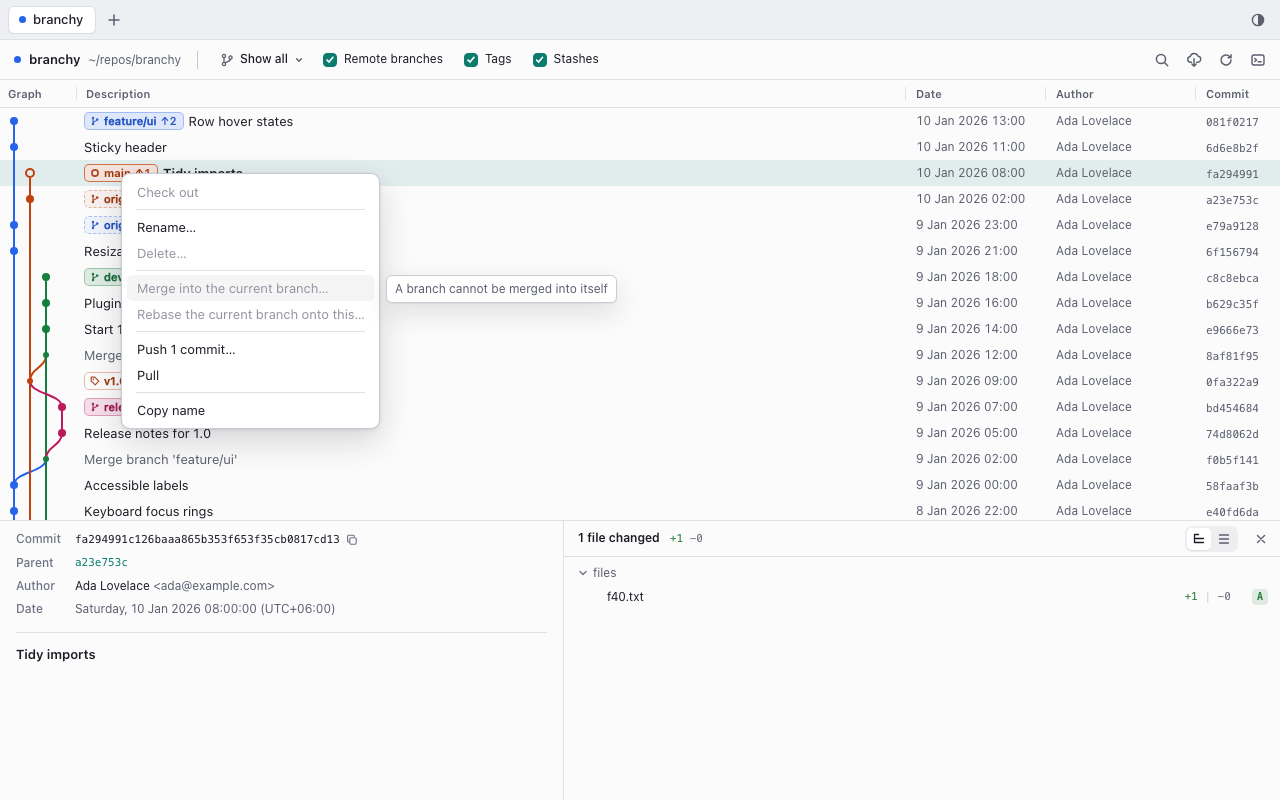 branchy
branchy ~/repos/branchy Show all Remote branches Tags Stashes
Graph Description Date Author Commit
feature/ui ↑2 Row hover states 10 Jan 2026 13:00 Ada Lovelace 081f0217
Sticky header 10 Jan 2026 11:00 Ada Lovelace 6d6e8b2f
main ↑1 Tidy imports 10 Jan 2026 08:00 Ada Lovelace fa294991
10 Jan 2026 02:00 Ada Lovelace a23e753c
9 Jan 2026 23:00 Ada Lovelace e79a9128
9 Jan 2026 21:00 Ada Lovelace 6f156794
9 Jan 2026 18:00 Ada Lovelace c8c8ebca
Plugin 9 Jan 2026 16:00 Ada Lovelace b629c35f
Start 9 Jan 2026 14:00 Ada Lovelace e9666e73
Merge 9 Jan 2026 12:00 Ada Lovelace 8af81f95
9 Jan 2026 09:00 Ada Lovelace 0fa322a9
9 Jan 2026 07:00 Ada Lovelace bd454684
Release notes for 1.0 9 Jan 2026 05:00 Ada Lovelace 74d8062d
Merge branch 'feature/ui' 9 Jan 2026 02:00 Ada Lovelace f0b5f141
Accessible labels 9 Jan 2026 00:00 Ada Lovelace 58faaf3b
Keyboard focus rings 8 Jan 2026 22:00 Ada Lovelace e40fd6da
Check out
Rename...
Delete...
Merge into the current branch...
Rebase the current branch onto this...
Push 1 commit...
Pull
Copy name
A branch cannot be merged into itself
Commit fa294991c126baaa865b353f653f35cb0817cd13
Parent a23e753c
Author Ada Lovelace <ada@example.com>
Date Saturday, 10 Jan 2026 08:00:00 (UTC+06:00)
Tidy imports
1 file changed +1 −0
files
f40.txt +1 | −0 A